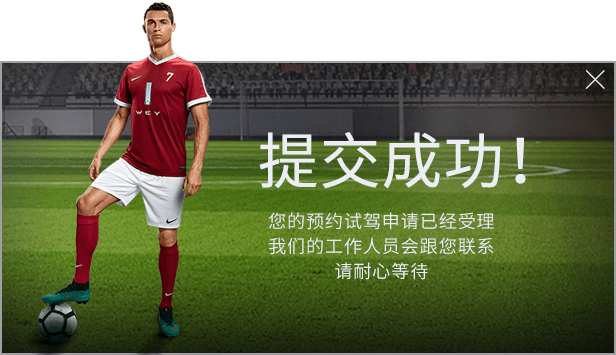 7
WEY
提交成功！
您的预约试驾申请已经受理
我们的工作人员会跟您联系
请耐心等待